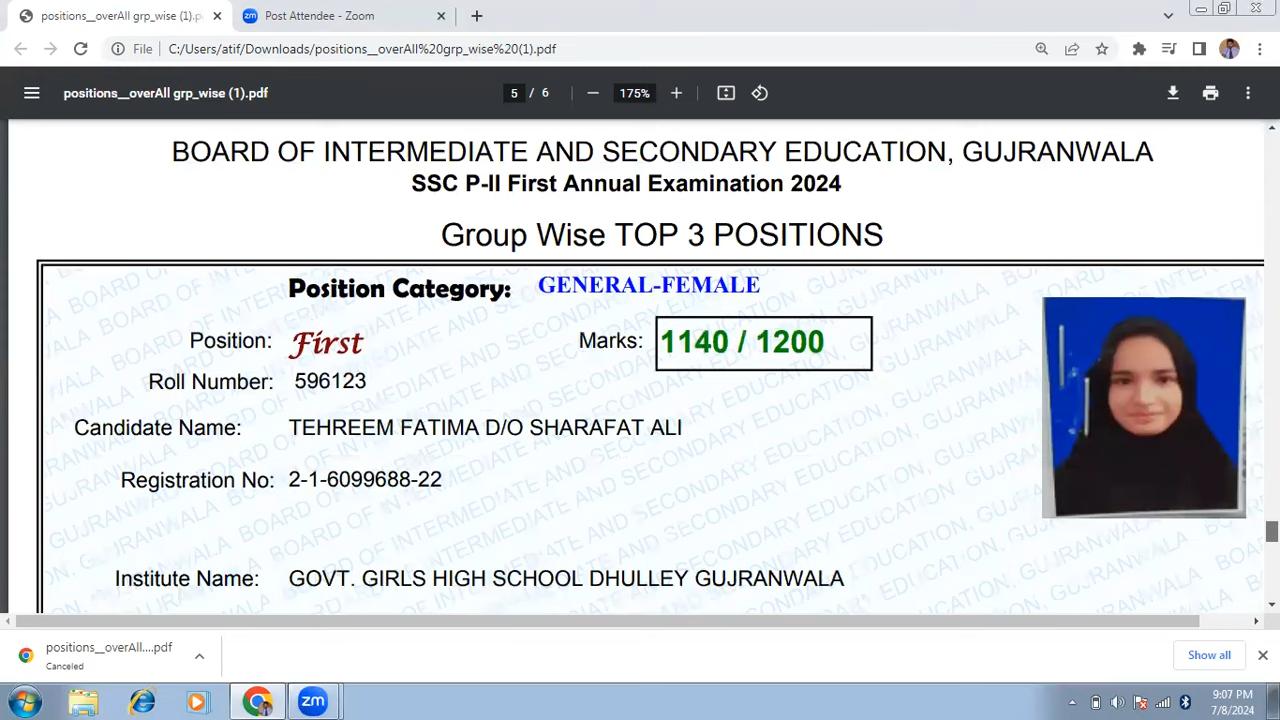 positions__overAll grp_wise (1).p
Post Attendee - Zoom
File
C:/Users/atif/Downloads/positions__overAll%20grp_wise%20(1).pdf
positions__overAll grp_wise (1).pdf
5 / 6
175%
BOARD OF INTERMEDIATE AND SECONDARY EDUCATION, GUJRANWALA
SSC P-II First Annual Examination 2024
Group Wise TOP 3 POSITIONS
Position Category: GENERAL-FEMALE
Position: First
Marks: 1140 / 1200
Roll Number: 596123
Candidate Name: TEHREEM FATIMA D/O SHARAFAT ALI
Registration No: 2-1-6099688-22
Institute Name: GOVT. GIRLS HIGH SCHOOL DHULLEY GUJRANWALA
positions__overAll....pdf
Canceled
Show all
zm
9:07 PM
7/8/2024